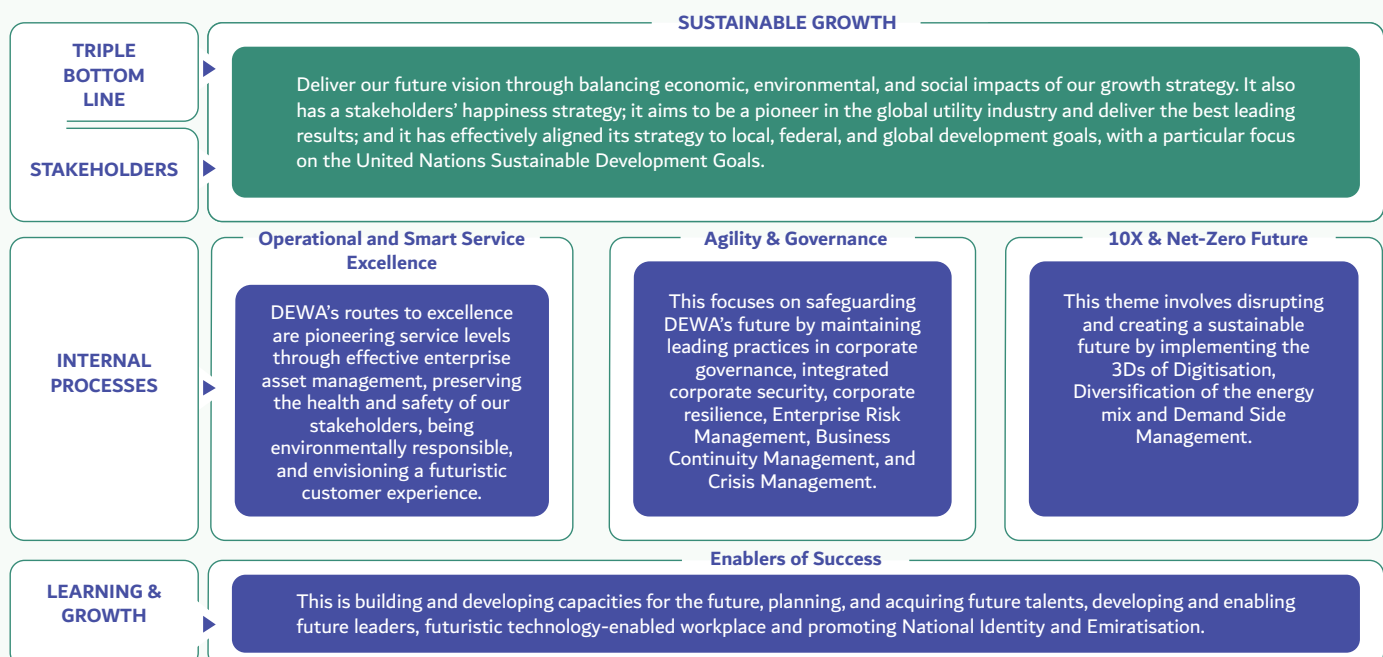 SUSTAINABLE GROWTH
TRIPLE
BOTTOM
LINE
STAKEHOLDERS
Deliver our future vision through balancing economic, environmental, and social impacts of our growth strategy. It also
has a stakeholders’ happiness strategy; it aims to be a pioneer in the global utility industry and deliver the best leading
results; and it has effectively aligned its strategy to local, federal, and global development goals, with a particular focus
on the United Nations Sustainable Development Goals.
INTERNAL
PROCESSES
Operational and Smart Service
Excellence
DEWA’s routes to excellence
are pioneering service levels
through effective enterprise
asset management, preserving
the health and safety of our
stakeholders, being
environmentally responsible,
and envisioning a futuristic
customer experience.
Agility & Governance
This focuses on safeguarding
DEWA’s future by maintaining
leading practices in corporate
governance, integrated
corporate security, corporate
resilience, Enterprise Risk
Management, Business
Continuity Management, and
Crisis Management.
10X & Net-Zero Future
This theme involves disrupting
and creating a sustainable
future by implementing the
3Ds of Digitisation,
Diversification of the energy
mix and Demand Side
Management.
LEARNING &
GROWTH
Enablers of Success
This is building and developing capacities for the future, planning, and acquiring future talents, developing and enabling
future leaders, futuristic technology-enabled workplace and promoting National Identity and Emiratisation.